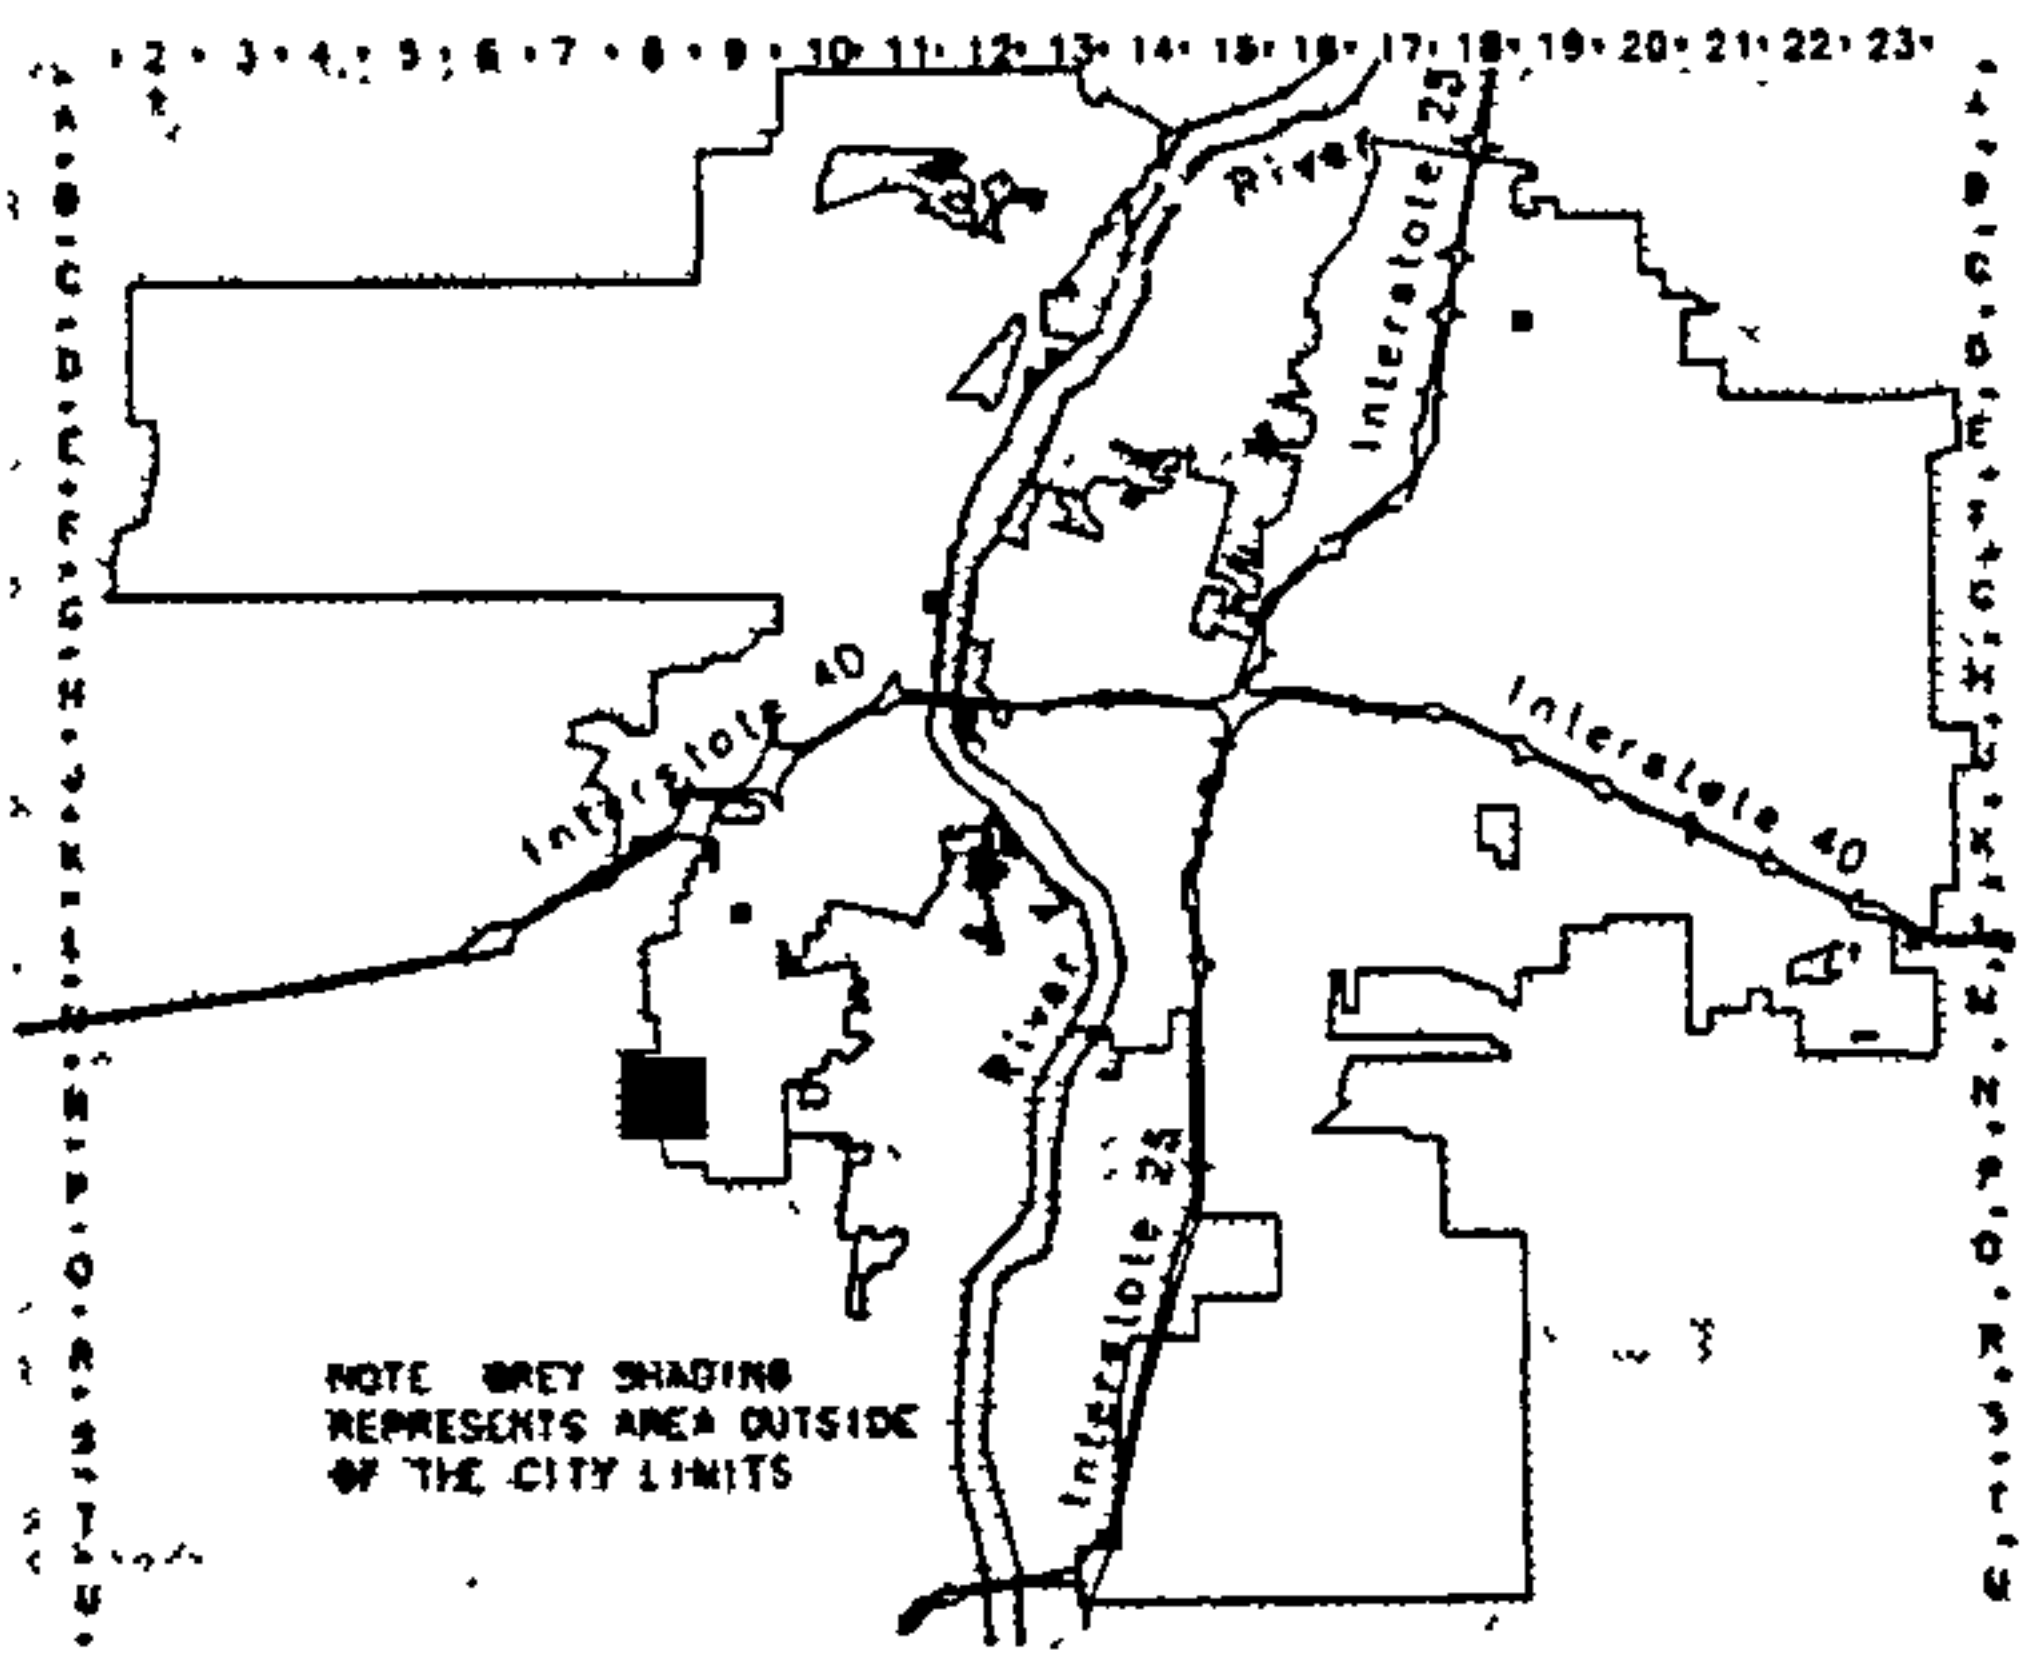 2 • 3 • 4 • 5 • 6 • 7 • 8 • 9 • 10 • 11 • 12 • 13 • 14 • 15 • 16 • 17 • 18 • 19 • 20 • 21 • 22 • 23
A
B
C
D
E
F
G
H
J
K
L
M
N
P
Q
R
S
T
U
River
Interstate 25
Interstate 40
Interstate 40
River
Interstate 25
NOTE GREY SHADING
REPRESENTS AREA OUTSIDE
OF THE CITY LIMITS
A
B
C
D
E
F
G
H
J
K
L
M
N
P
Q
R
S
T
U